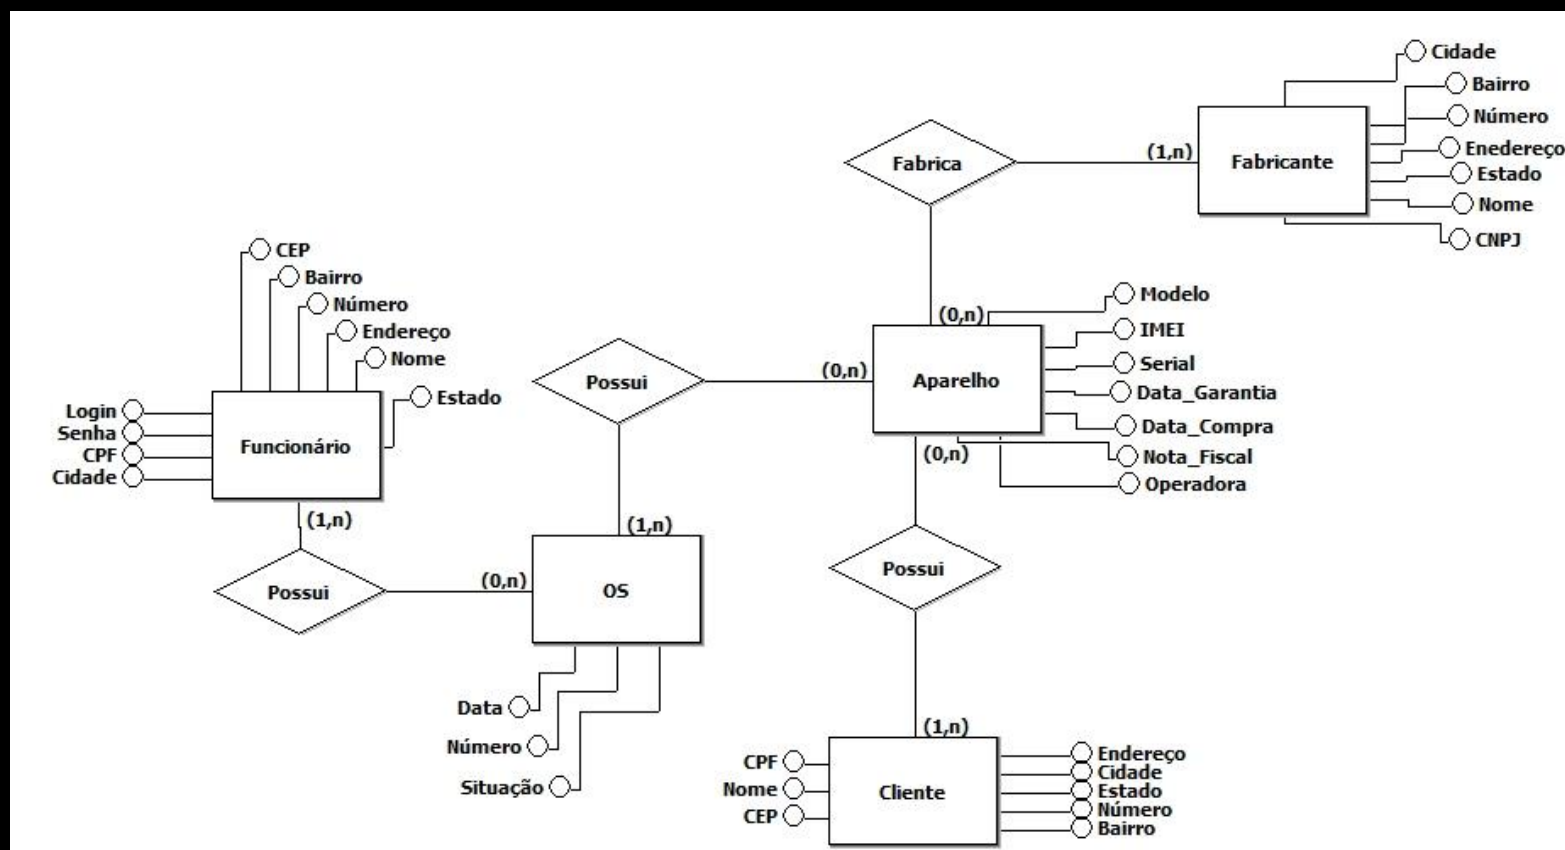 Cidade
Bairro
Número
Enedereço
Estado
Nome
CNPJ
Fabrica
(1,n)
Fabricante
CEP
Bairro
Número
Endereço
Nome
Estado
Login
Senha
CPF
Cidade
Funcionário
(1,n)
Possui
(0,n)
Possui
(0,n)
(1,n)
OS
Data
Número
Situação
(0,n)
Aparelho
Modelo
IMEI
Serial
Data_Garantia
Data_Compra
Nota_Fiscal
Operadora
(0,n)
Possui
(1,n)
CPF
Nome
CEP
Cliente
Endereço
Cidade
Estado
Número
Bairro